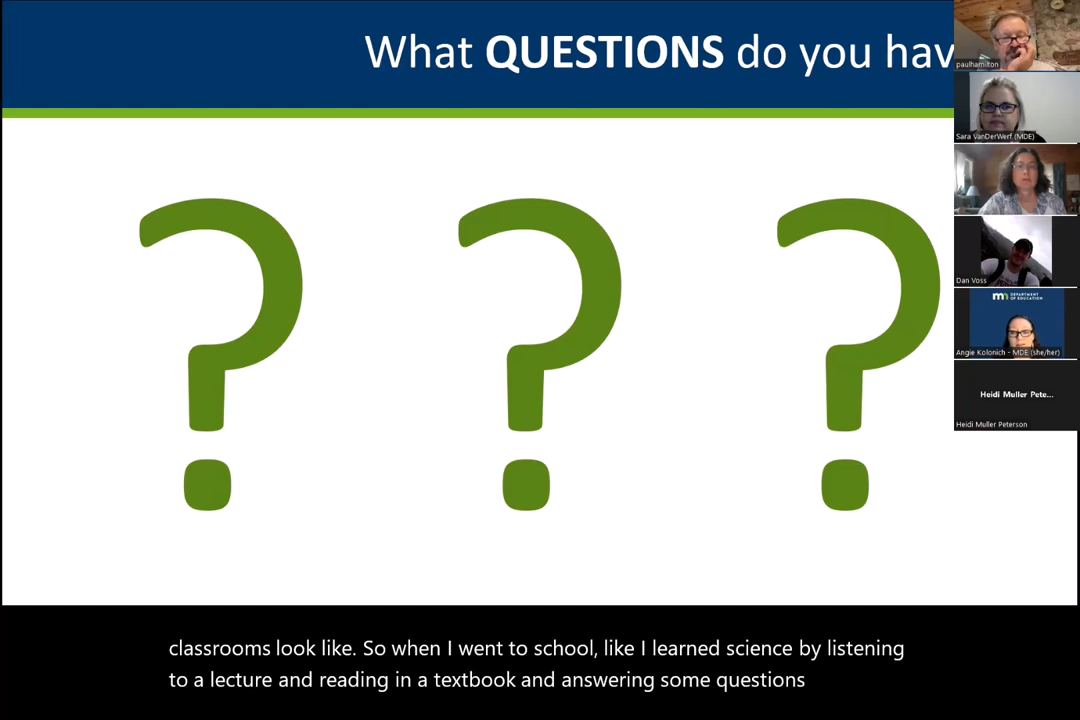 What QUESTIONS do you hav
paulhamilton
Sara VanDerWerf (MDE)
Dan Voss
mn DEPARTMENT
OF EDUCATION
Angie Kolonich - MDE (she/her)
Heidi Muller Pete...
Heidi Muller Peterson
? ? ?
classrooms look like. So when I went to school, like I learned science by listening
to a lecture and reading in a textbook and answering some questions